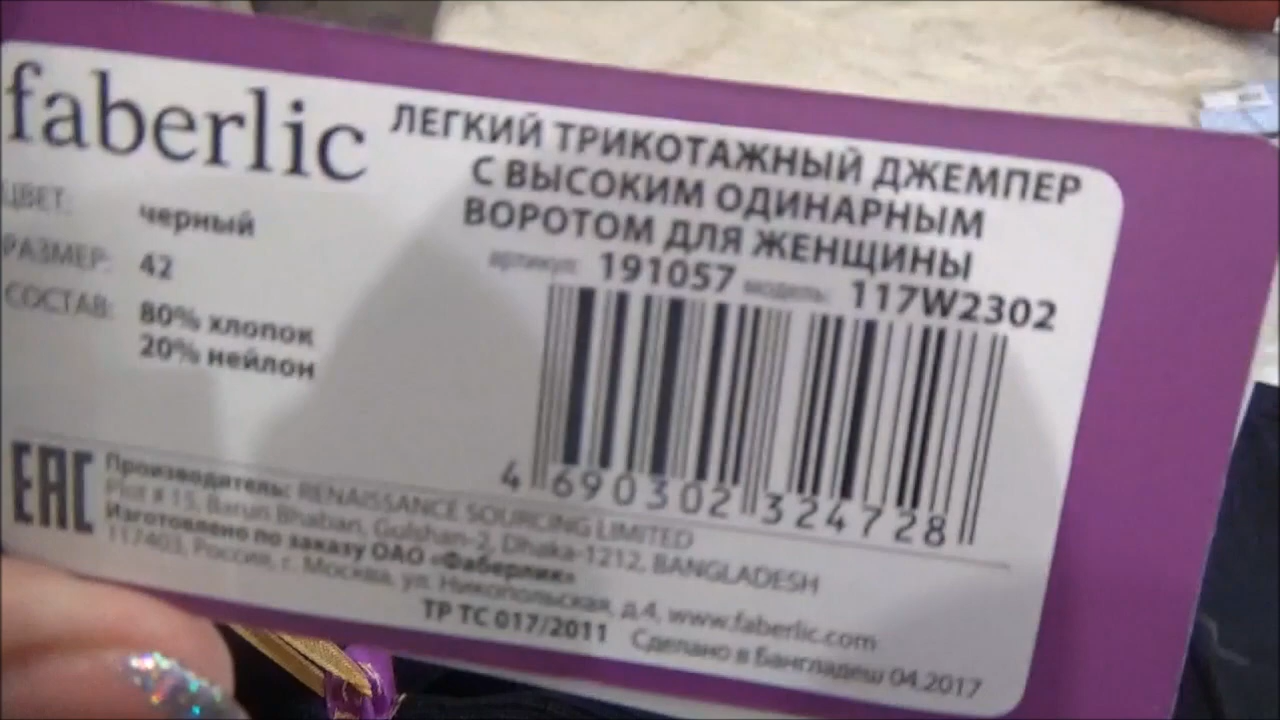 faberlic
ЛЕГКИЙ ТРИКОТАЖНЫЙ ДЖЕМПЕР
С ВЫСОКИМ ОДИНАРНЫМ
ВОРОТОМ ДЛЯ ЖЕНЩИНЫ
артикул: 191057 модель: 117W2302
ЦВЕТ: черный
РАЗМЕР: 42
СОСТАВ: 80% хлопок
20% нейлон
4 690302 324728
EAC
Производитель: RENAISSANCE SOURCING LIMITED
Plot # 15, Barun Bhaban, Gulshan-2, Dhaka-1212, BANGLADESH
Изготовлено по заказу ОАО «Фаберлик»
117403, Россия, г. Москва, ул. Никопольская, д.4, www.faberlic.com
ТР ТС 017/2011 Сделано в Бангладеш 04.2017